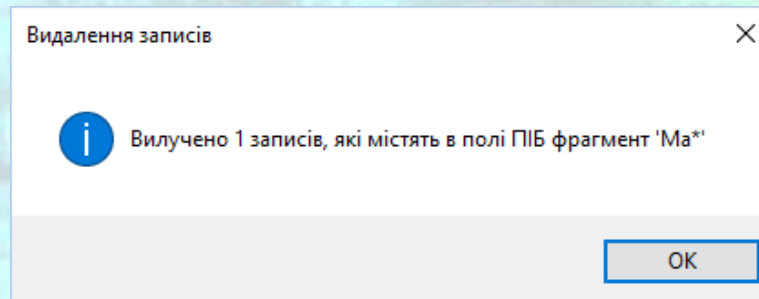 Видалення записів
Вилучено 1 записів, які містять в полі ПІБ фрагмент 'Ма*'
OK